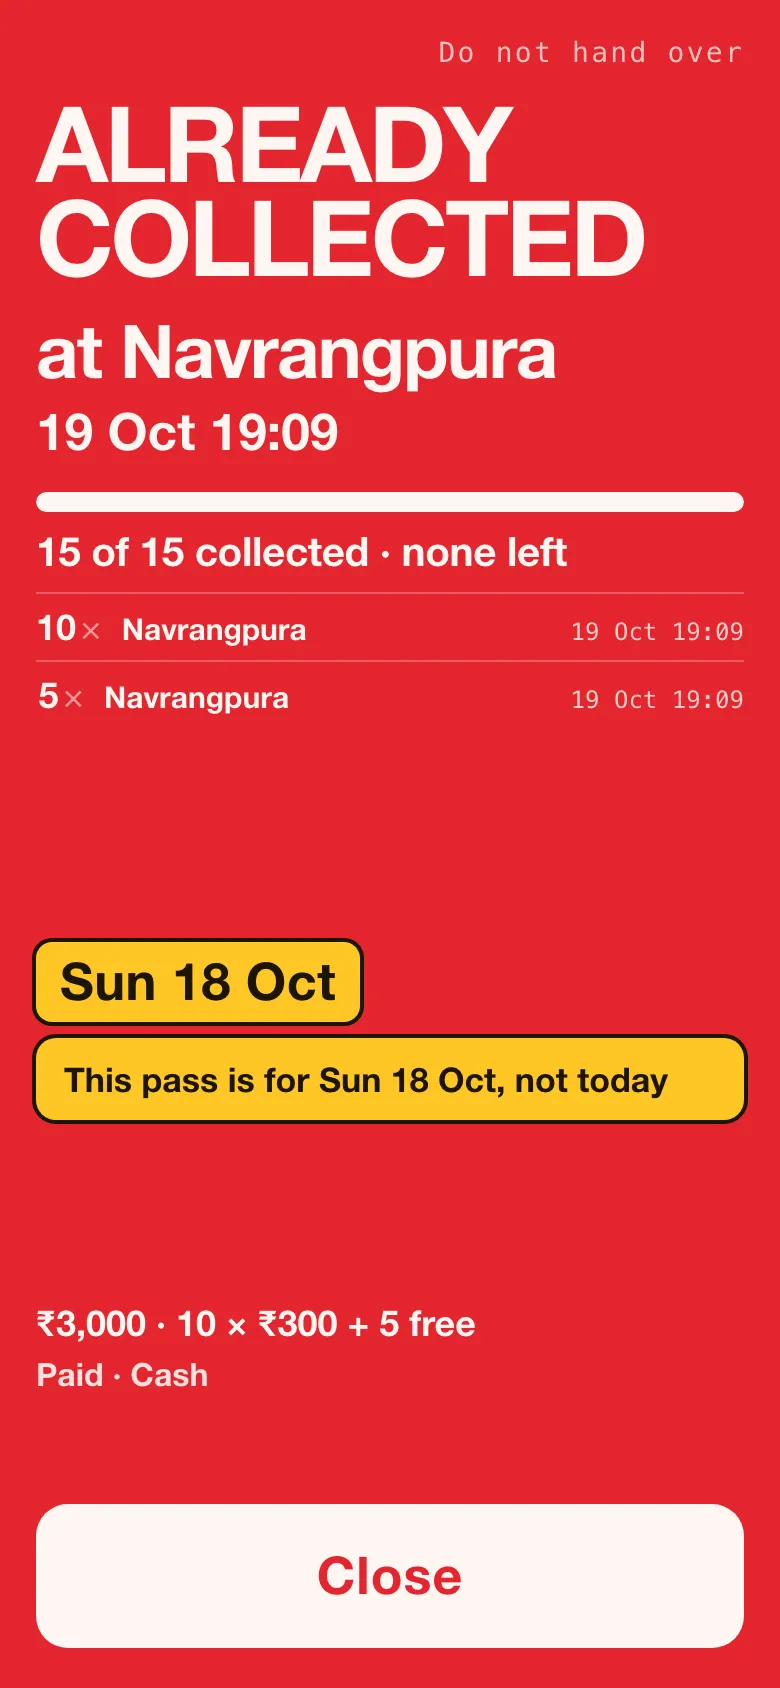 Do not hand over
ALREADY
COLLECTED
at Navrangpura
19 Oct 19:09
15 of 15 collected · none left
10× Navrangpura 19 Oct 19:09
5× Navrangpura 19 Oct 19:09
Sun 18 Oct
This pass is for Sun 18 Oct, not today
₹3,000 · 10 × ₹300 + 5 free
Paid · Cash
Close